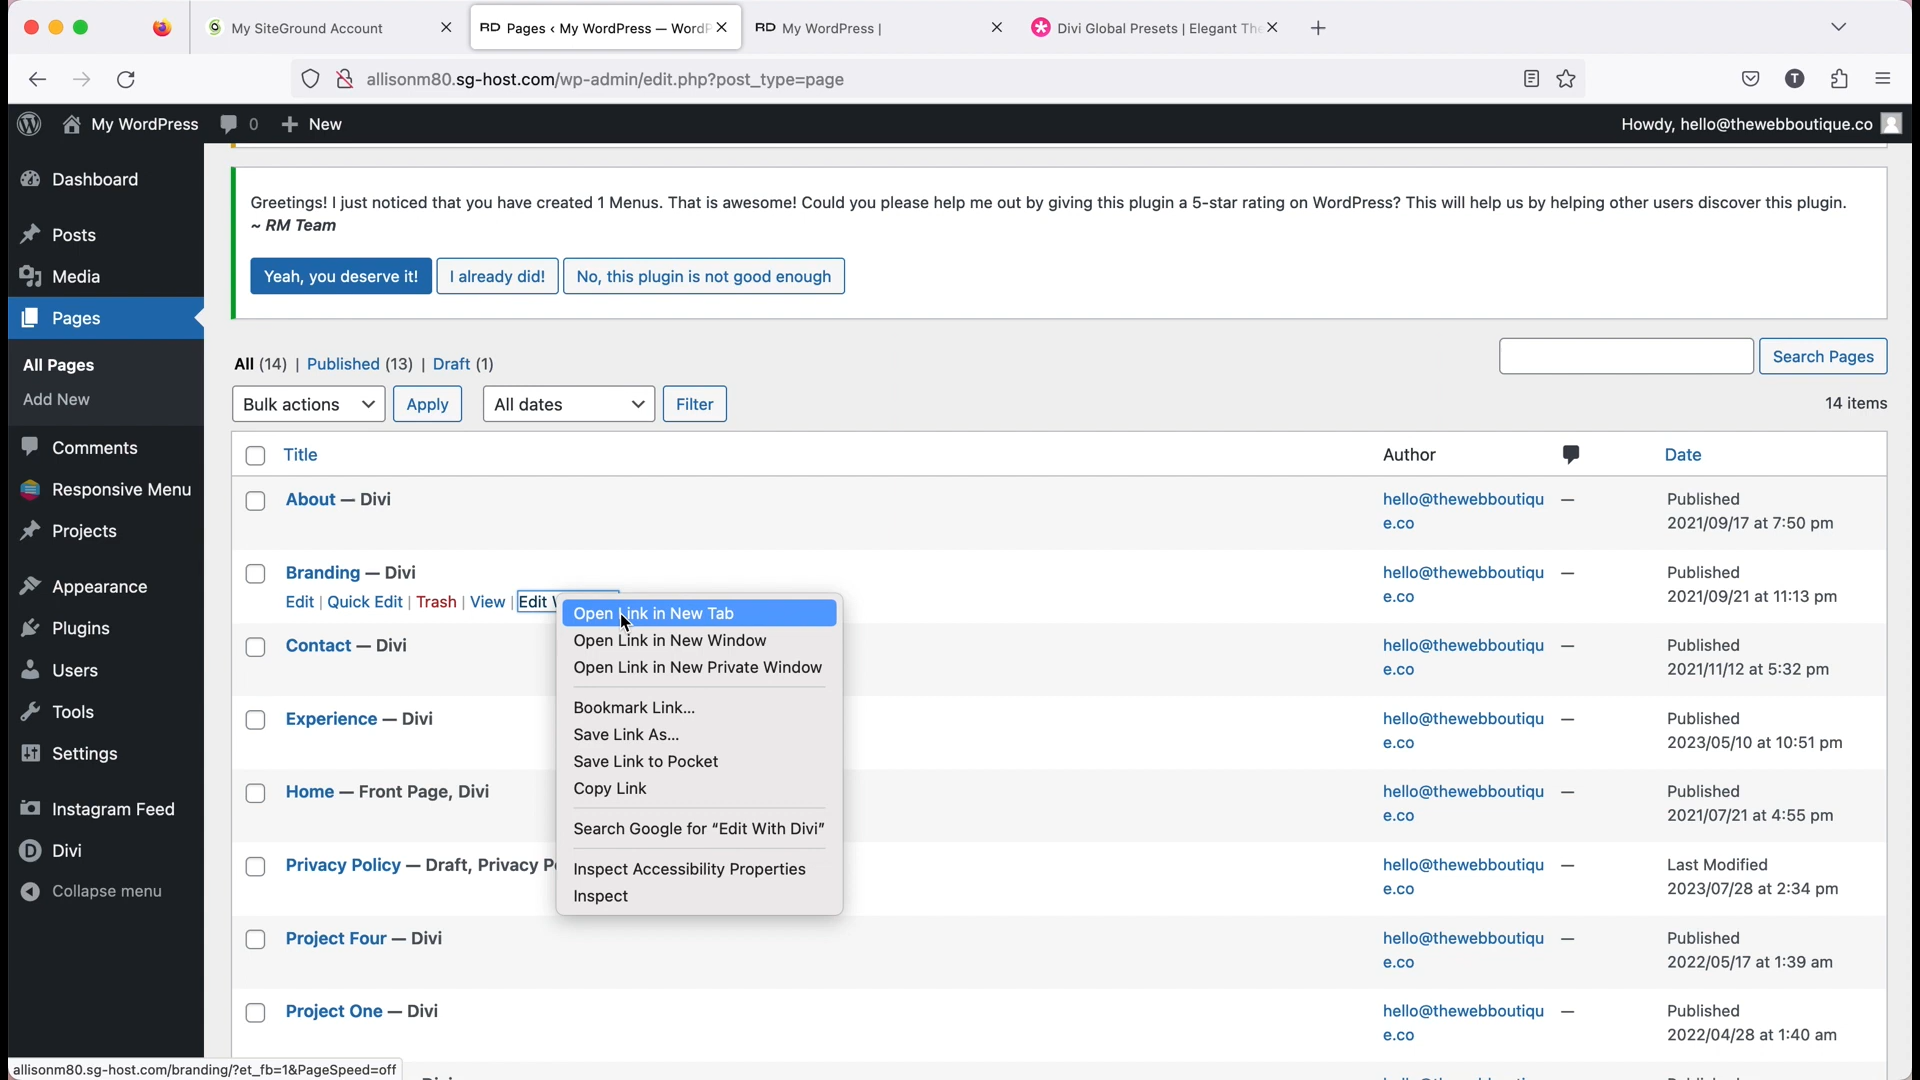 My SiteGround Account
RD Pages ‹ My WordPress — WordP
RD My WordPress |
Divi Global Presets | Elegant The
allisonm80.sg-host.com/wp-admin/edit.php?post_type=page
T
My WordPress
0
+ New
Howdy, hello@thewebboutique.co
Dashboard
Posts
Media
Pages
All Pages
Add New
Comments
Responsive Menu
Projects
Appearance
Plugins
Users
Tools
Settings
Instagram Feed
Divi
Collapse menu
Greetings! I just noticed that you have created 1 Menus. That is awesome! Could you please help me out by giving this plugin a 5-star rating on WordPress? This will help us by helping other users discover this plugin.
~ RM Team
Yeah, you deserve it!
I already did!
No, this plugin is not good enough
All (14) | Published (13) | Draft (1)
Search Pages
Bulk actions
Apply
All dates
Filter
14 items
Title
Author
Date
About — Divi
hello@thewebboutiqu
e.co
—
Published
2021/09/17 at 7:50 pm
Branding — Divi
Edit | Quick Edit | Trash | View | Edit
hello@thewebboutiqu
e.co
—
Published
2021/09/21 at 11:13 pm
Contact — Divi
hello@thewebboutiqu
e.co
—
Published
2021/11/12 at 5:32 pm
Experience — Divi
hello@thewebboutiqu
e.co
—
Published
2023/05/10 at 10:51 pm
Home — Front Page, Divi
hello@thewebboutiqu
e.co
—
Published
2021/07/21 at 4:55 pm
Privacy Policy — Draft, Privacy P
hello@thewebboutiqu
e.co
—
Last Modified
2023/07/28 at 2:34 pm
Project Four — Divi
hello@thewebboutiqu
e.co
—
Published
2022/05/17 at 1:39 am
Project One — Divi
hello@thewebboutiqu
e.co
—
Published
2022/04/28 at 1:40 am
Open Link in New Tab
Open Link in New Window
Open Link in New Private Window
Bookmark Link...
Save Link As...
Save Link to Pocket
Copy Link
Search Google for “Edit With Divi”
Inspect Accessibility Properties
Inspect
allisonm80.sg-host.com/branding/?et_fb=1&PageSpeed=off